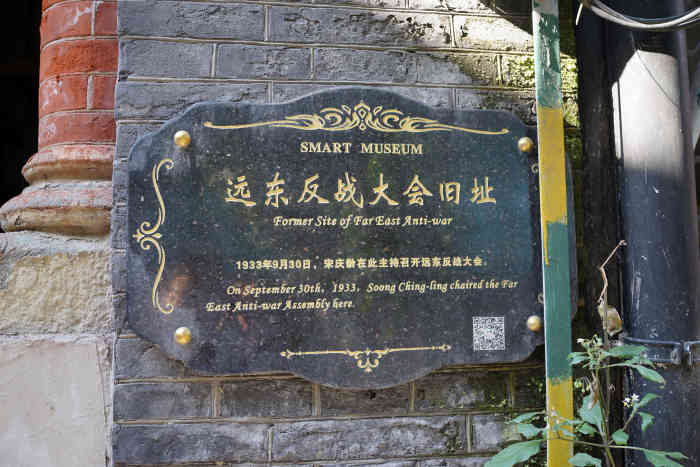 SMART MUSEUM
远东反战大会旧址
Former Site of Far East Anti-war
1933年9月30日，宋庆龄在此主持召开远东反战大会。
On September 30th, 1933, Soong Ching-ling chaired the Far
East Anti-war Assembly here.